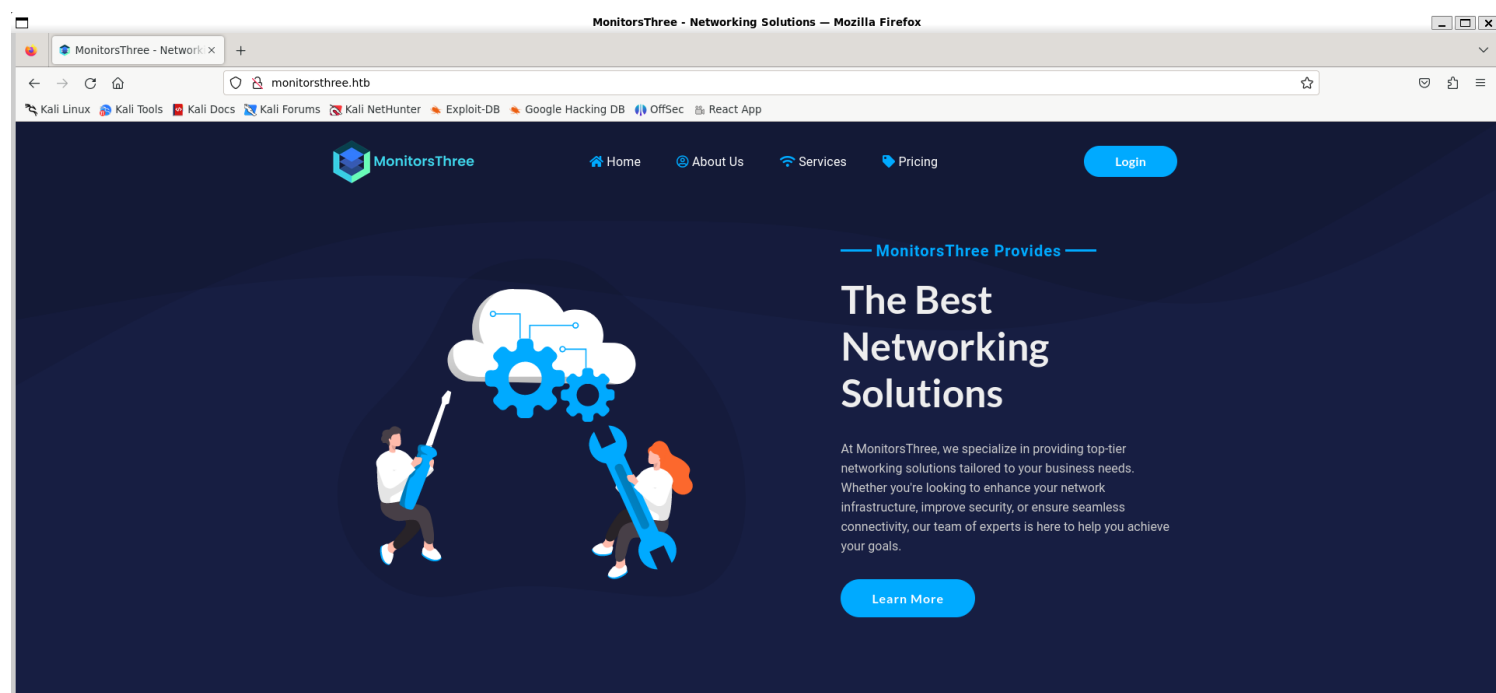 MonitorsThree - Networking Solutions — Mozilla Firefox
MonitorsThree - Network
monitorsthree.htb
Kali Linux Kali Tools Kali Docs Kali Forums Kali NetHunter Exploit-DB Google Hacking DB OffSec React App
MonitorsThree Home About Us Services Pricing Login
MonitorsThree Provides
The Best
Networking
Solutions
At MonitorsThree, we specialize in providing top-tier
networking solutions tailored to your business needs.
Whether you're looking to enhance your network
infrastructure, improve security, or ensure seamless
connectivity, our team of experts is here to help you achieve
your goals.
Learn More